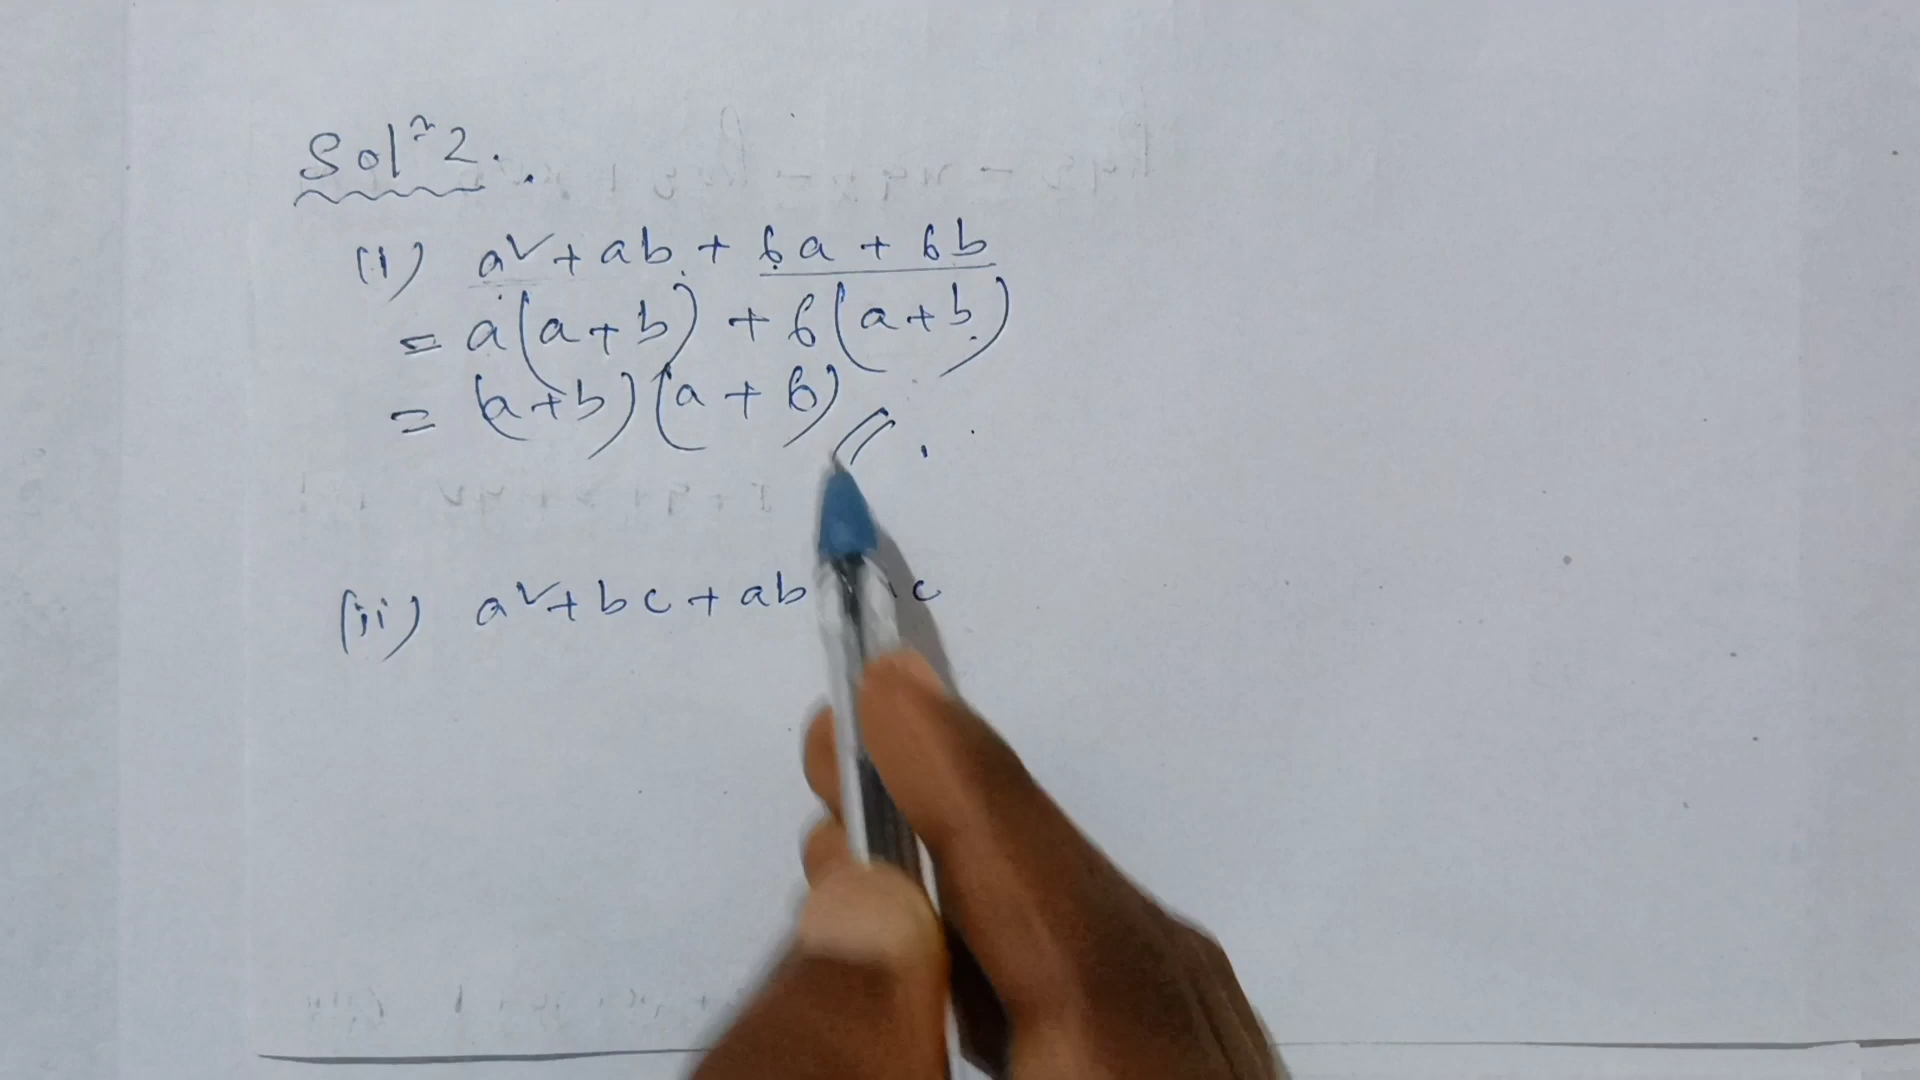 Solⁿ 2.
(i) a² + ab + 6a + 6b
= a(a+b) + 6(a+b)
= (a+b)(a+6)
(ii) a² + bc + ab c